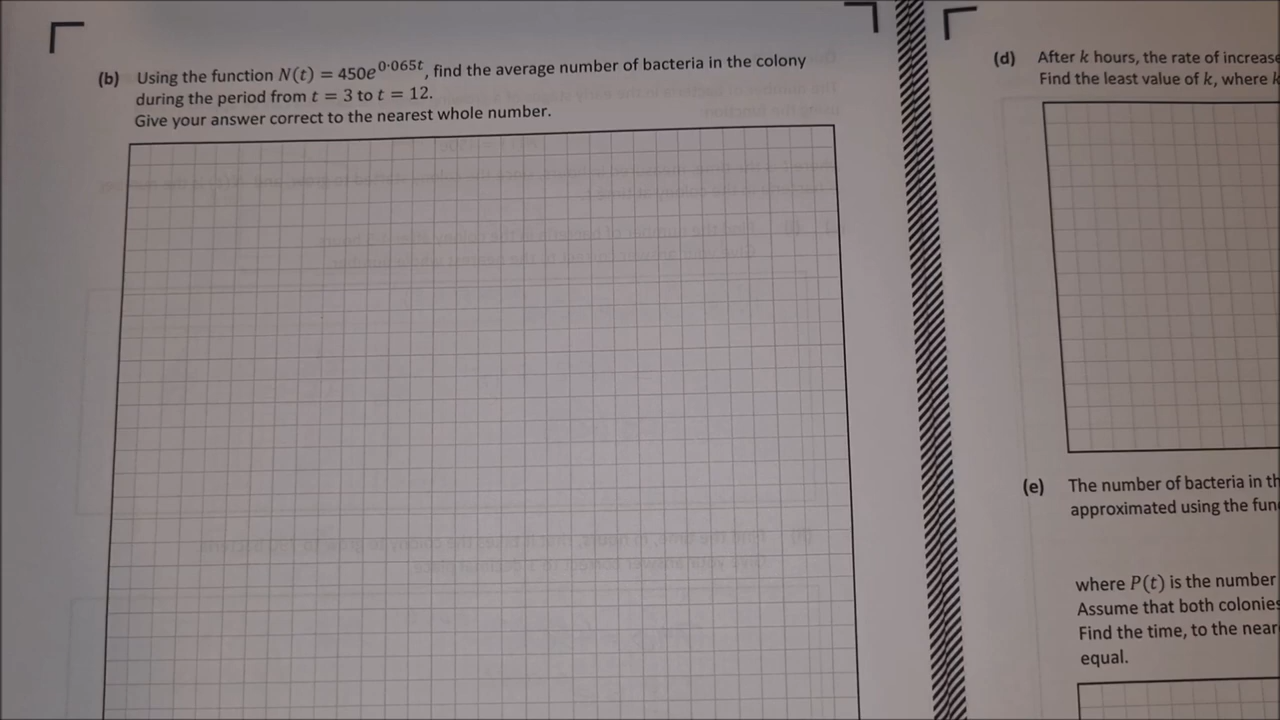 (b) Using the function N(t) = 450e^{0·065t}, find the average number of bacteria in the colony
during the period from t = 3 to t = 12.
Give your answer correct to the nearest whole number.
(d) After k hours, the rate of increase
Find the least value of k, where k
(e) The number of bacteria in th
approximated using the fun
where P(t) is the number
Assume that both colonies
Find the time, to the near
equal.